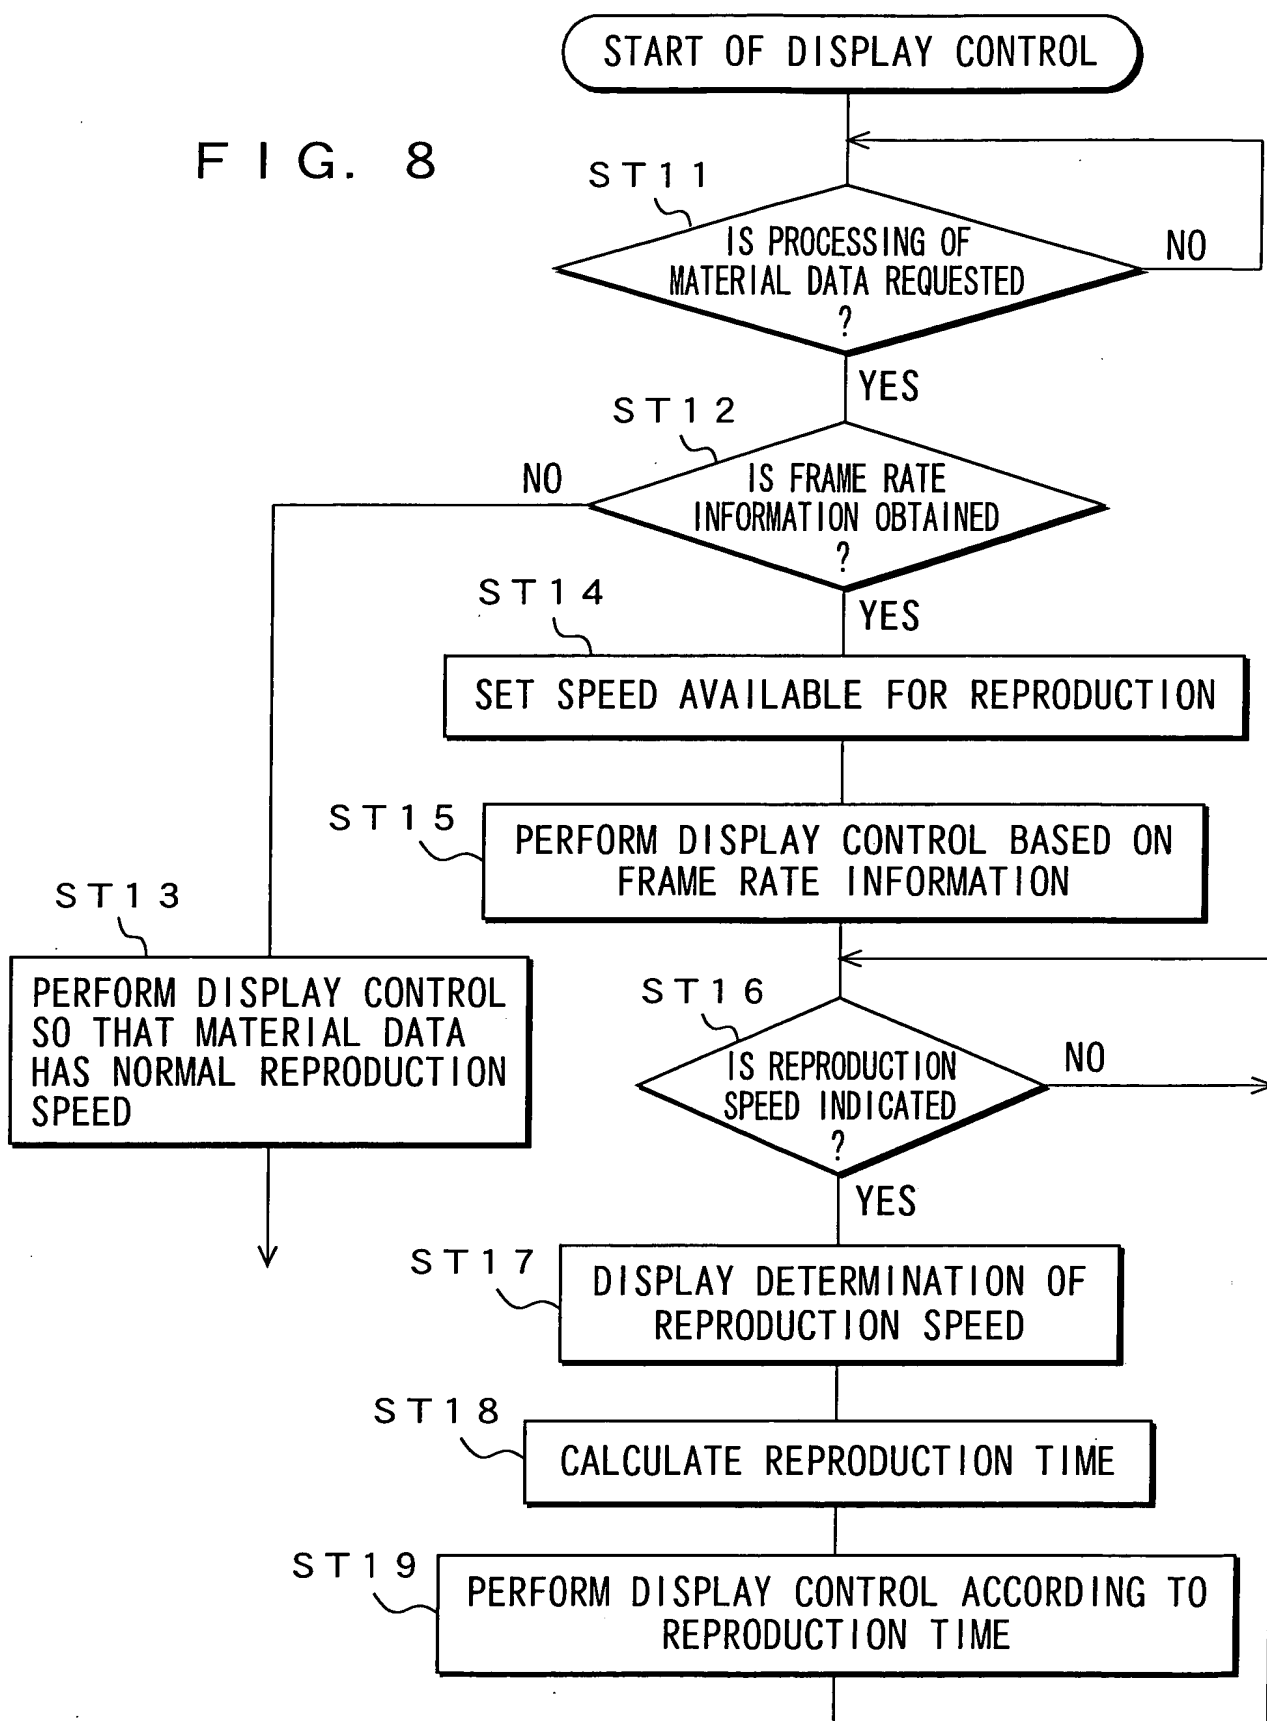 START OF DISPLAY CONTROL
FIG. 8
ST11
IS PROCESSING OF
MATERIAL DATA REQUESTED
?
NO
YES
ST12
IS FRAME RATE
INFORMATION OBTAINED
?
NO
YES
ST14
SET SPEED AVAILABLE FOR REPRODUCTION
ST15
PERFORM DISPLAY CONTROL BASED ON
FRAME RATE INFORMATION
ST13
PERFORM DISPLAY CONTROL
SO THAT MATERIAL DATA
HAS NORMAL REPRODUCTION
SPEED
ST16
IS REPRODUCTION
SPEED INDICATED
?
NO
YES
ST17
DISPLAY DETERMINATION OF
REPRODUCTION SPEED
ST18
CALCULATE REPRODUCTION TIME
ST19
PERFORM DISPLAY CONTROL ACCORDING TO
REPRODUCTION TIME